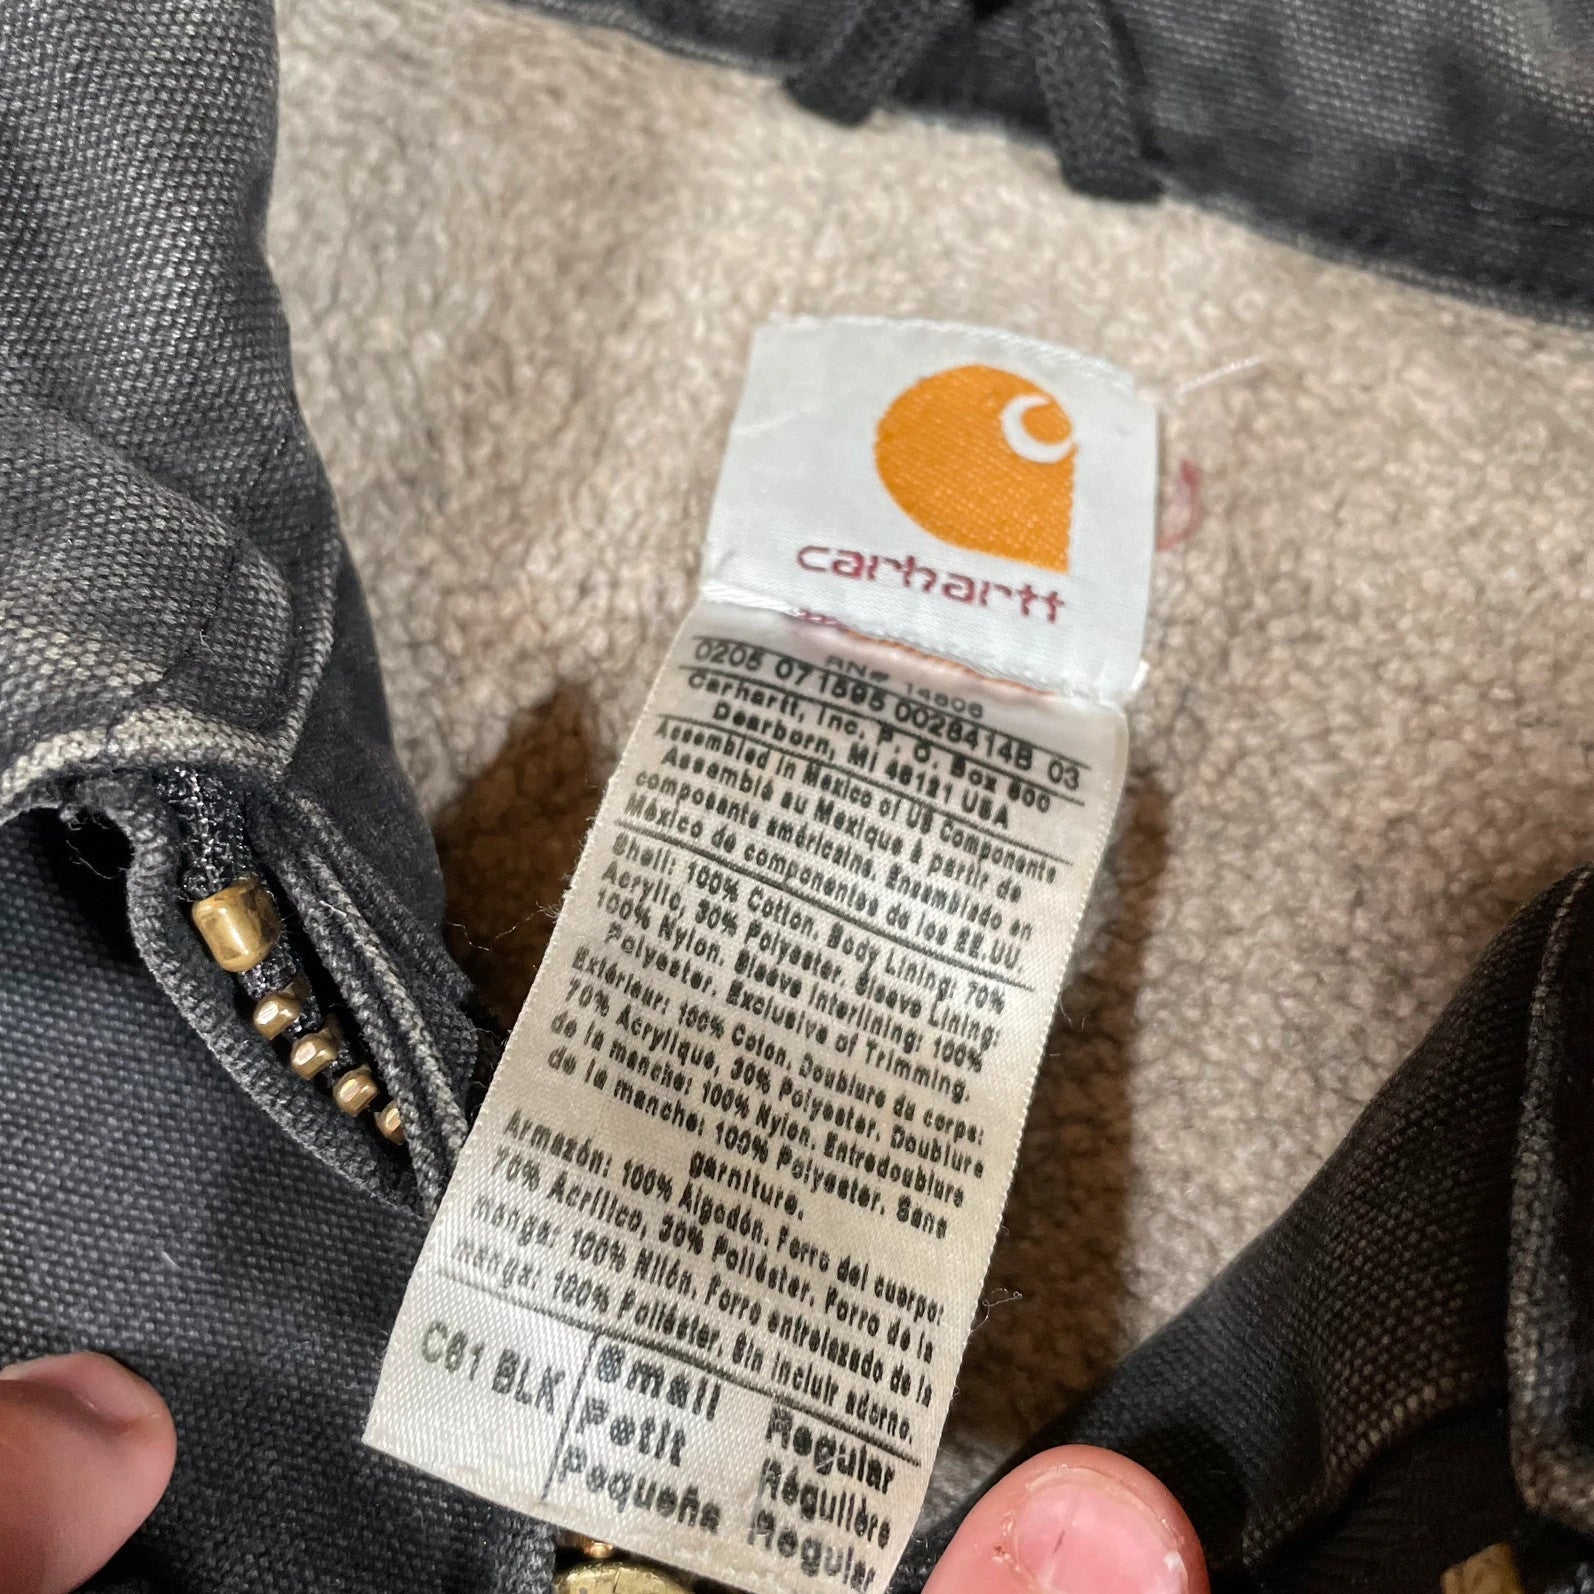 carhartt
RN# 14806
0205 071595 0028414B 03
Carhartt, Inc. P. O. Box 600
Dearborn, MI 48121 USA
Assembled in Mexico of US Components
Assemblé au Mexique à partir de
composants américains. Ensamblado en
México de componentes de los EE.UU.
Shell: 100% Cotton. Body Lining: 70%
Acrylic, 30% Polyester. Sleeve Lining:
100% Nylon. Sleeve Interlining: 100%
Polyester. Exclusive of Trimming.
Extérieur: 100% Coton. Doublure du corps:
70% Acrylique, 30% Polyester. Doublure
de la manche: 100% Nylon. Entredoublure
de la manche: 100% Polyester. Sans
garniture.
Armazón: 100% Algodón. Forro del cuerpo:
70% Acrílico, 30% Poliéster. Forro de la
manga: 100% Nilón. Forro entrelazado de la
manga: 100% Poliéster. Sin incluir adorno.
C61 BLK
Small Regular
Petit Régulière
Pequeña Regular